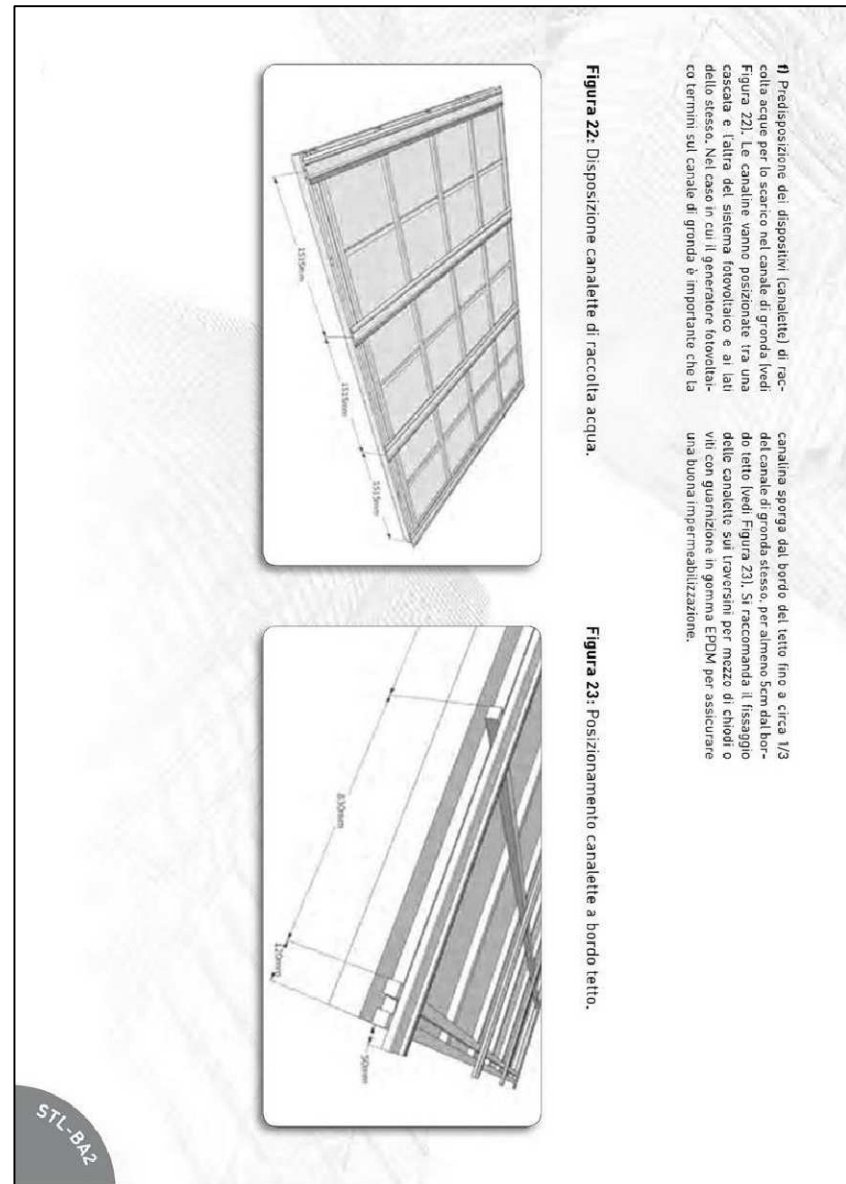 f) Predisposizione dei dispositivi (canalette) di rac-
colta acque per lo scarico nel canale di gronda (vedi
Figura 22). Le canaline vanno posizionate tra una
cascata e l'altra del sistema fotovoltaico e ai lati
dello stesso. Nel caso in cui il generatore fotovoltai-
co termini sul canale di gronda è importante che la
canalina sporga dal bordo del tetto fino a circa 1/3
del canale di gronda stesso, per almeno 5cm dal bor-
do tetto (vedi Figura 23). Si raccomanda il fissaggio
delle canalette sui traversini per mezzo di chiodi o
viti con guarnizione in gomma EPDM per assicurare
una buona impermeabilizzazione.
Figura 22: Disposizione canalette di raccolta acqua.
1515mm
1515mm
1515mm
Figura 23: Posizionamento canalette a bordo tetto.
830mm
120mm
50mm
STL-BA2